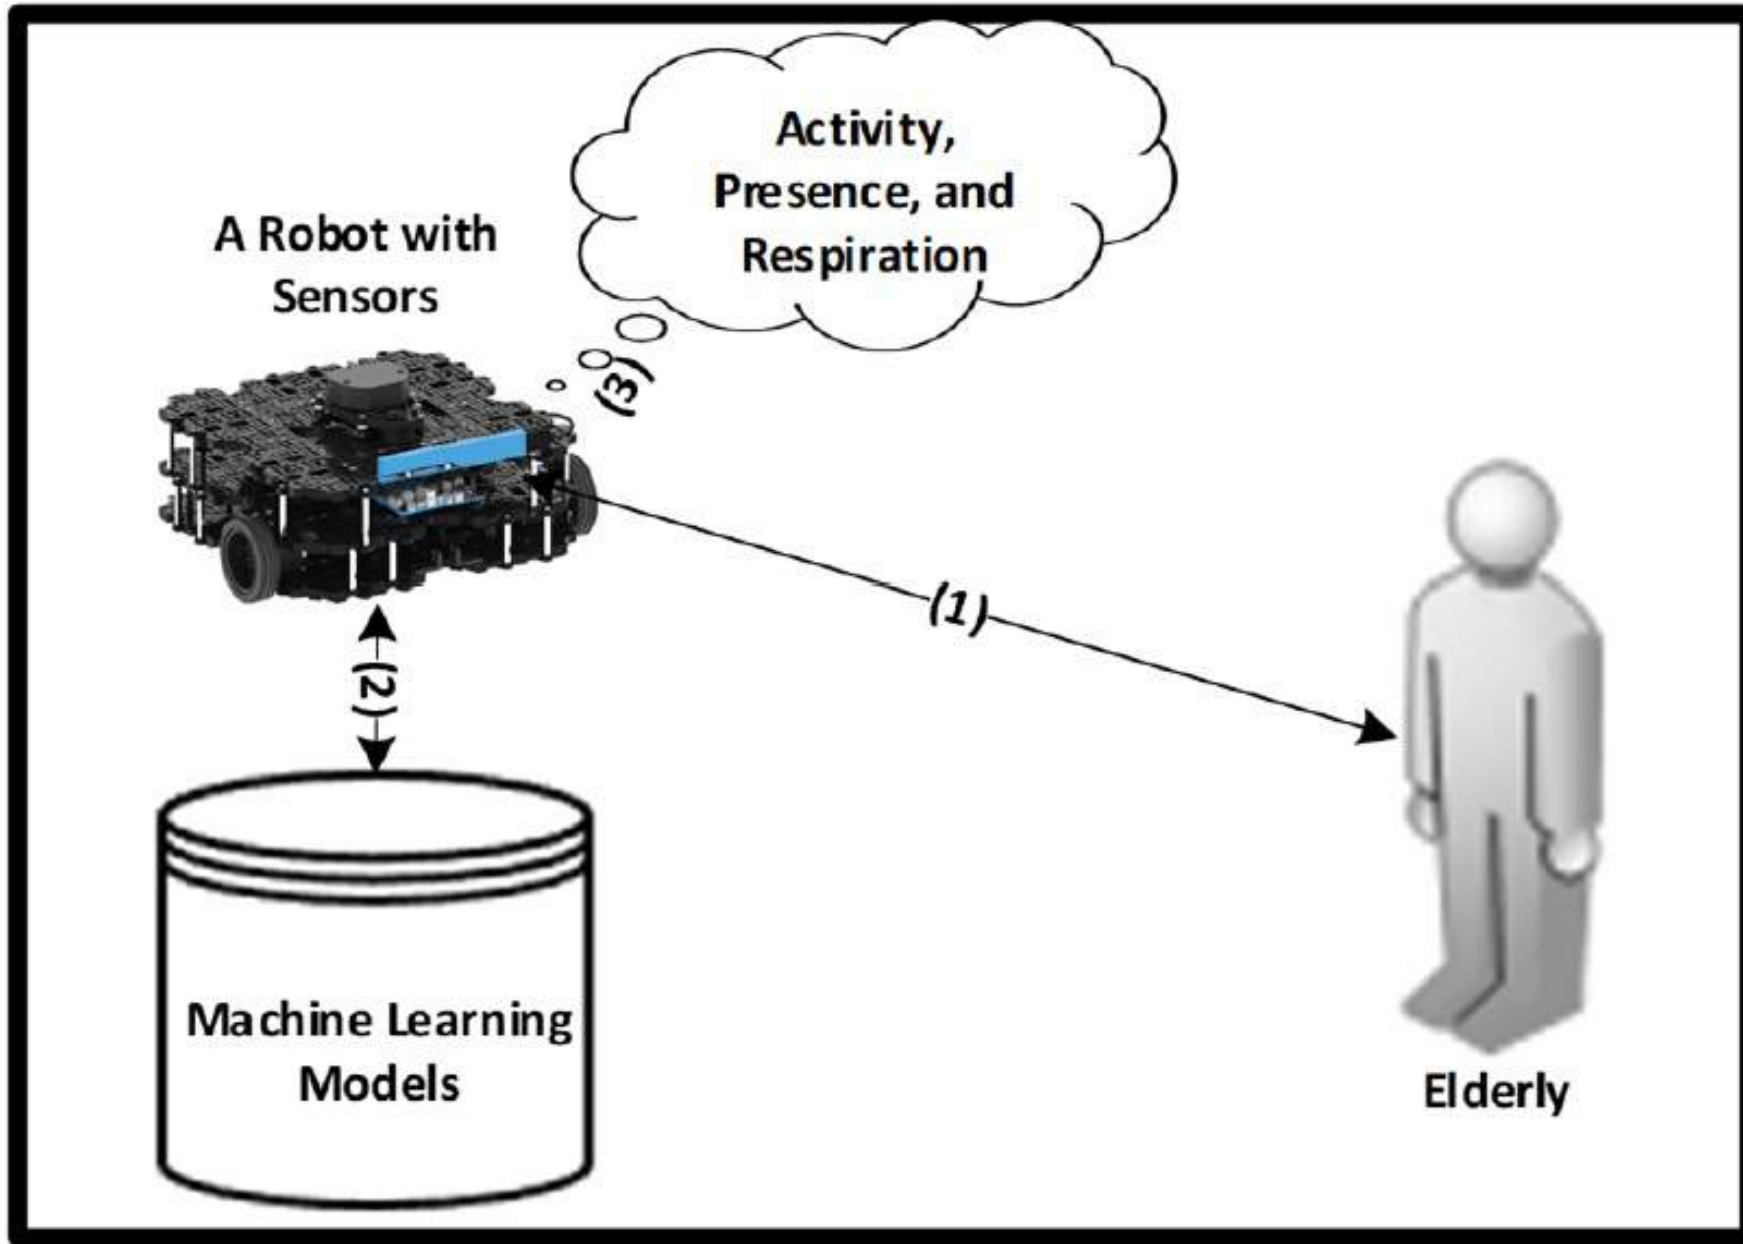 Activity,
Presence, and
Respiration
A Robot with
Sensors
(3)
(1)
(2)
Machine Learning
Models
Elderly